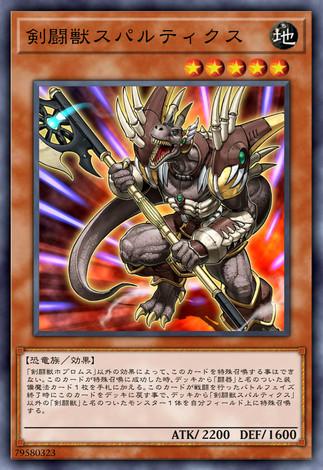 剣闘獣スパルティクス
地
【恐竜族／効果】
「剣闘獣ホプロムス」以外の効果によって、このカードを特殊召喚する事はでき
ない。このカードが特殊召喚に成功した時、デッキから「闘器」と名のついた装
備魔法カード１枚を手札に加える。このカードが戦闘を行ったバトルフェイズ
終了時にこのカードをデッキに戻す事で、デッキから「剣闘獣スパルティクス」
以外の「剣闘獣」と名のついたモンスター１体を自分フィールド上に特殊召喚
する。
ATK/ 2200 DEF/1600
79580323